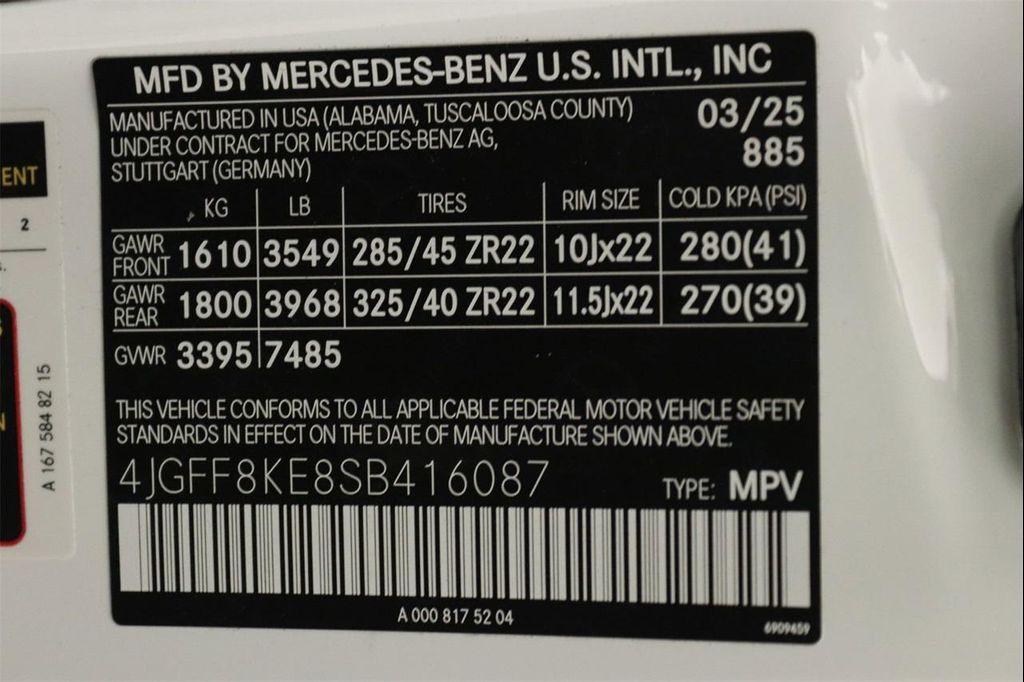 MFD BY MERCEDES-BENZ U.S. INTL., INC
MANUFACTURED IN USA (ALABAMA, TUSCALOOSA COUNTY) 03/25
UNDER CONTRACT FOR MERCEDES-BENZ AG, 885
STUTTGART (GERMANY)
KG LB TIRES RIM SIZE COLD KPA(PSI)
GAWR FRONT 1610 3549 285/45 ZR22 10Jx22 280(41)
GAWR REAR 1800 3968 325/40 ZR22 11.5Jx22 270(39)
GVWR 3395 7485
THIS VEHICLE CONFORMS TO ALL APPLICABLE FEDERAL MOTOR VEHICLE SAFETY
STANDARDS IN EFFECT ON THE DATE OF MANUFACTURE SHOWN ABOVE.
4JGFF8KE8SB416087 TYPE: MPV
A 000 817 52 04
6909459
ENT
2
A 167 584 82 15